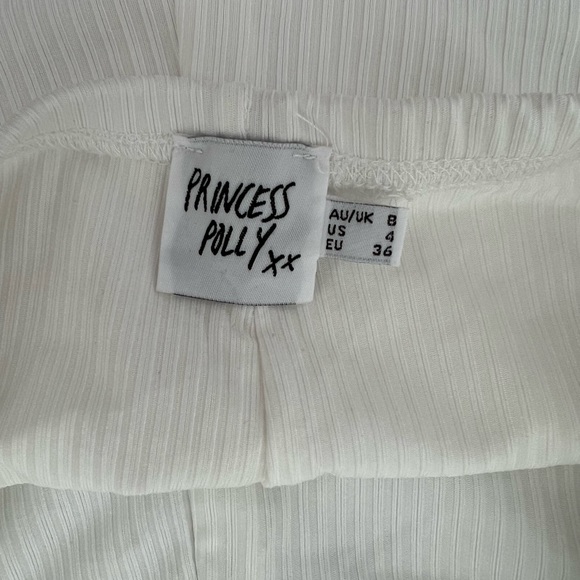 PRINCESS
POLLY xx
AU/UK 8
US 4
EU 36